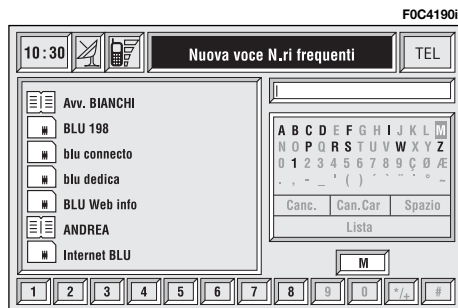 F0C4190i
10:30
Nuova voce N.ri frequenti
TEL
Avv. BIANCHI
BLU 198
blu connecto
blu dedica
BLU Web info
ANDREA
Internet BLU
A B C D E F G H I J K L M
N O P Q R S T U V W X Y Z
0 1 2 3 4 5 6 7 8 9 Ç Ø Æ
. , - _ ' ( ) ´ ` ¨ ˆ ° ~
Canc. Can.Car Spazio
Lista
M
1 2 3 4 5 6 7 8 9 0 */+ #